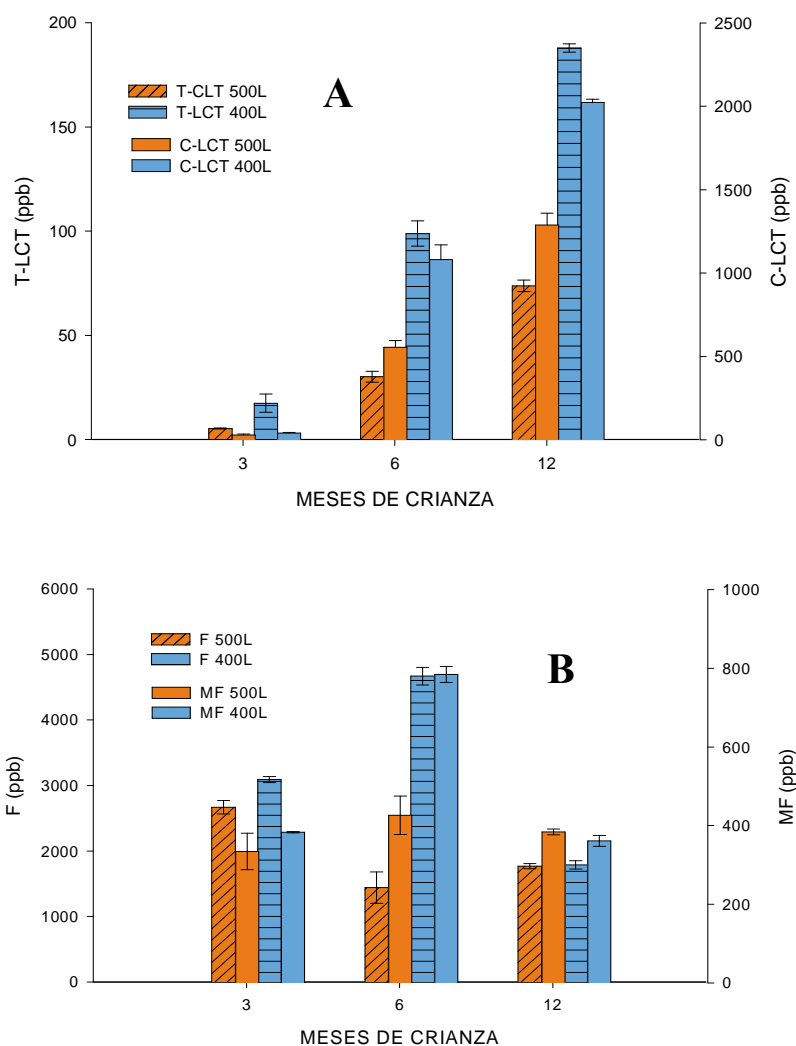 A
T-CLT 500L
T-LCT 400L
C-LCT 500L
C-LCT 400L
T-LCT (ppb)
200
150
100
50
0
C-LCT (ppb)
2500
2000
1500
1000
500
0
3 6 12
MESES DE CRIANZA
B
F 500L
F 400L
MF 500L
MF 400L
F (ppb)
6000
5000
4000
3000
2000
1000
0
MF (ppb)
1000
800
600
400
200
0
3 6 12
MESES DE CRIANZA